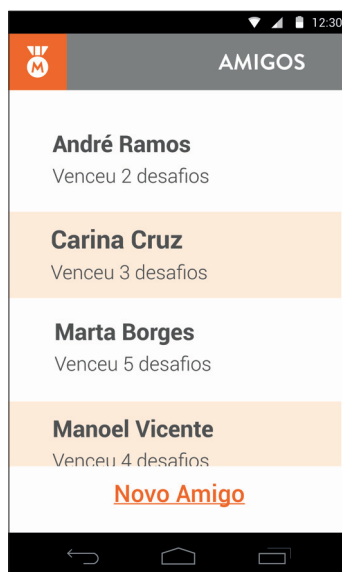 12:30
M
AMIGOS
André Ramos
Venceu 2 desafios
Carina Cruz
Venceu 3 desafios
Marta Borges
Venceu 5 desafios
Manoel Vicente
Venceu 4 desafios
Novo Amigo